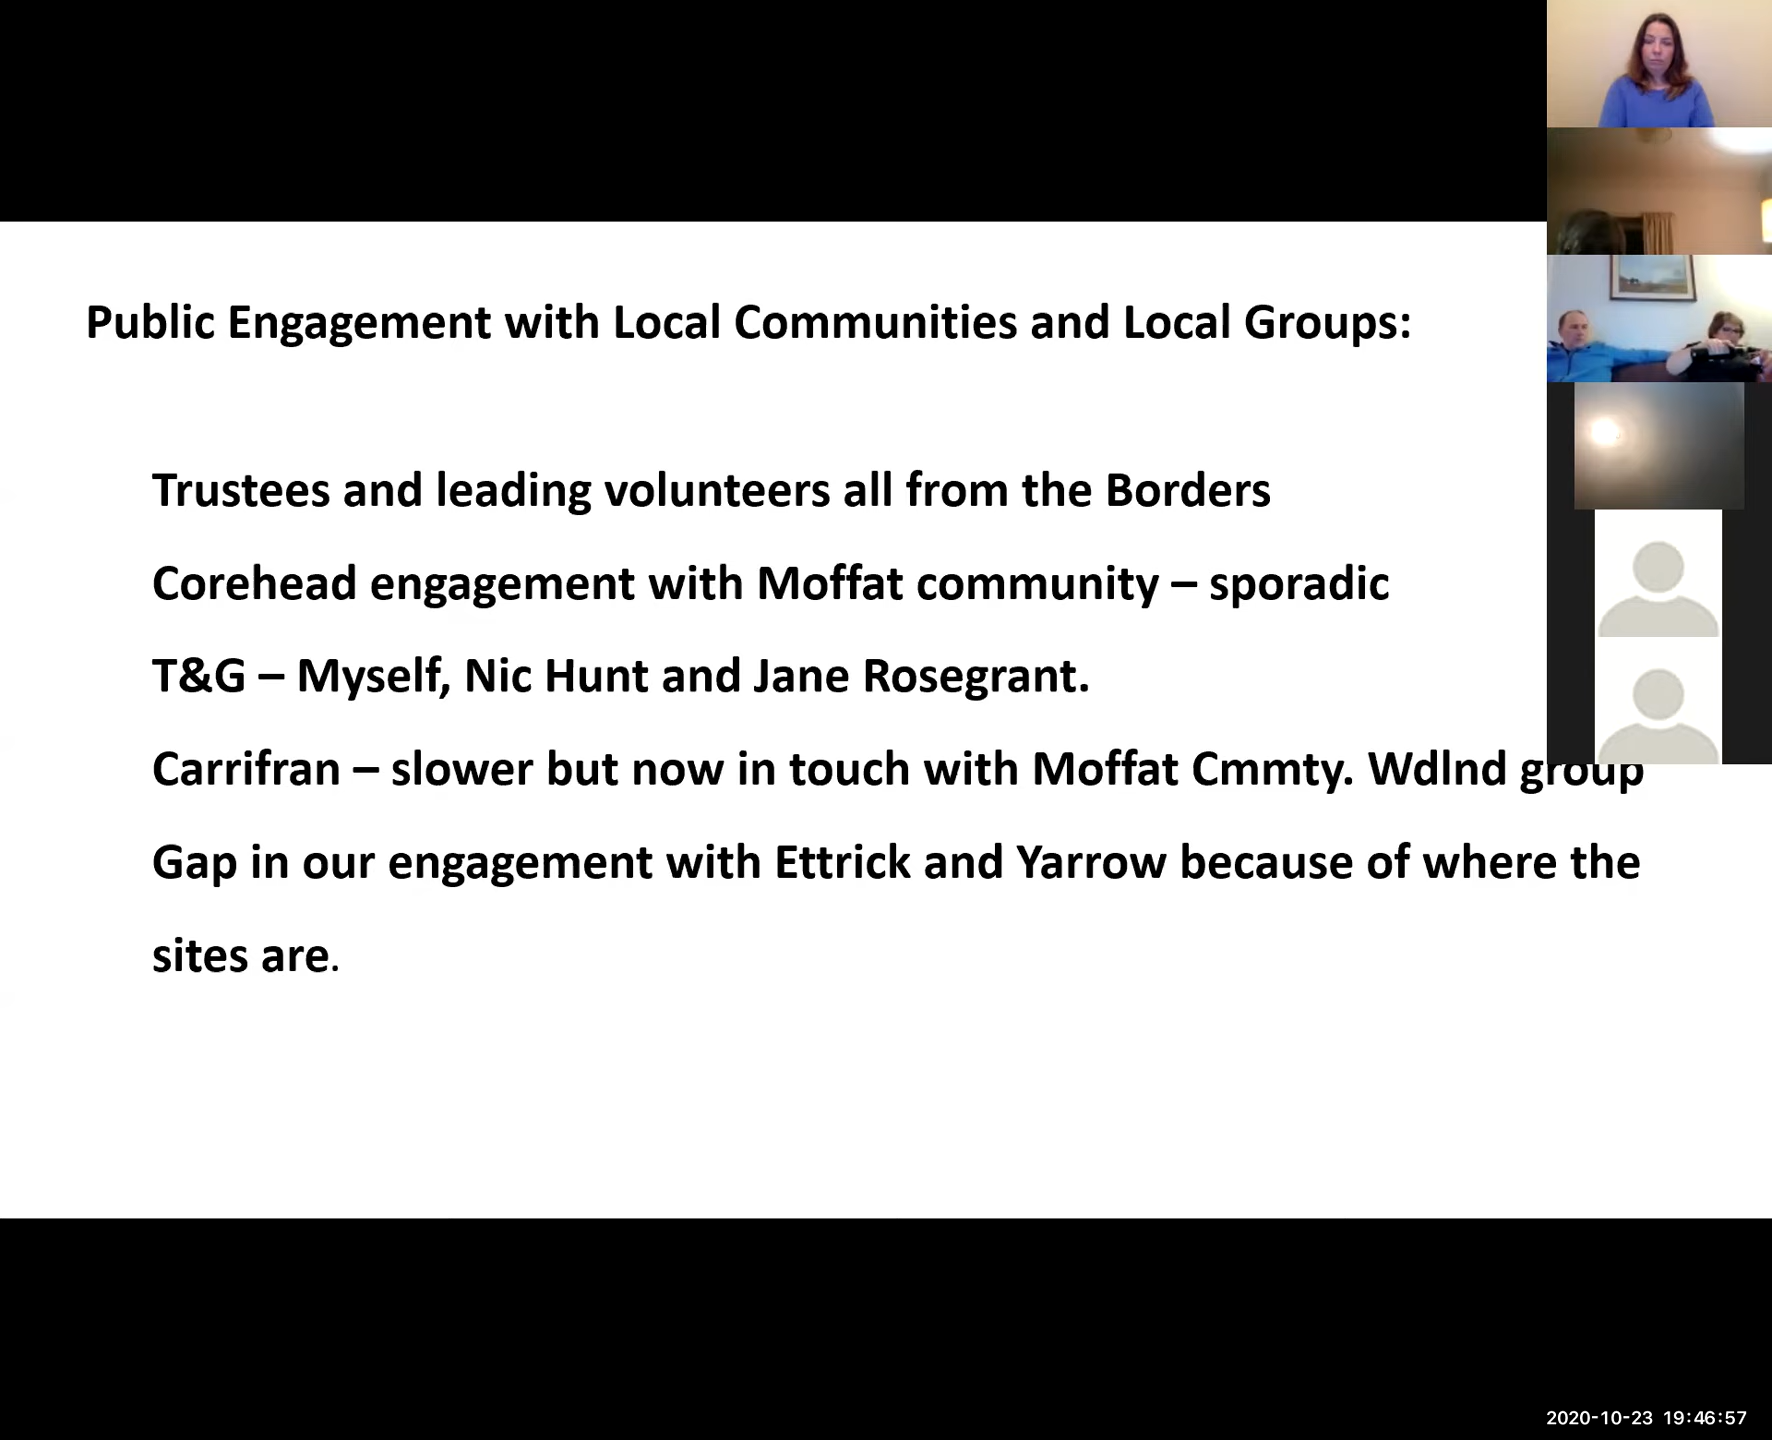 Public Engagement with Local Communities and Local Groups:
Trustees and leading volunteers all from the Borders
Corehead engagement with Moffat community – sporadic
T&G – Myself, Nic Hunt and Jane Rosegrant.
Carrifran – slower but now in touch with Moffat Cmmty. Wdlnd group
Gap in our engagement with Ettrick and Yarrow because of where the
sites are.
2020-10-23 19:46:57